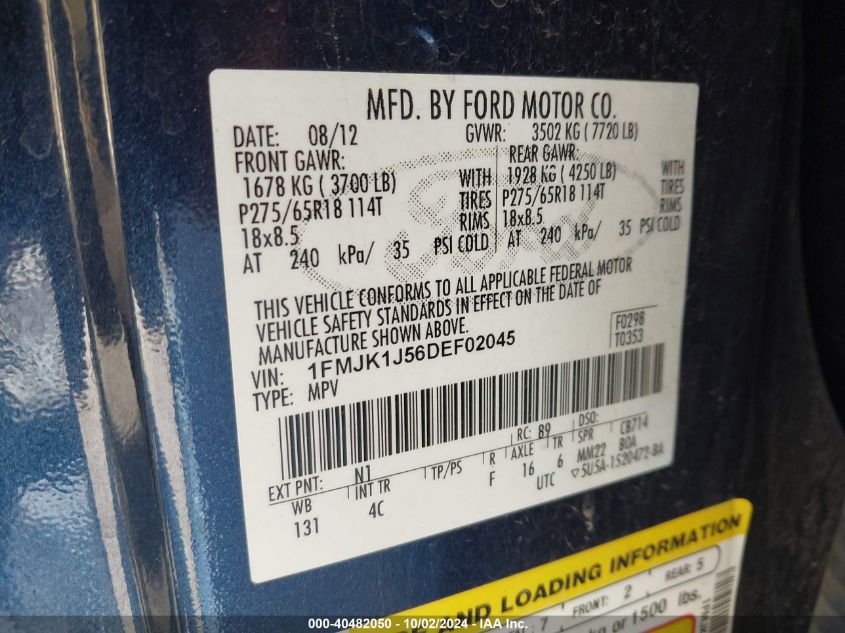 MFD. BY FORD MOTOR CO.
DATE: 08/12 GVWR: 3502 KG ( 7720 LB)
FRONT GAWR: REAR GAWR:
1678 KG ( 3700 LB) WITH 1928 KG ( 4250 LB) WITH
P275/65R18 114T TIRES P275/65R18 114T TIRES
18x8.5 RIMS 18x8.5 RIMS
AT 240 kPa/ 35 PSI COLD AT 240 kPa/ 35 PSI COLD
THIS VEHICLE CONFORMS TO ALL APPLICABLE FEDERAL MOTOR
VEHICLE SAFETY STANDARDS IN EFFECT ON THE DATE OF
MANUFACTURE SHOWN ABOVE.
F0298
T0353
VIN: 1FMJK1J56DEF02045
TYPE: MPV
EXT PNT: N1 RC: 89 DSO:
WB INT TR TP/PS R AXLE TR SPR CB714
131 4C F 16 6 MM22 BOA
UTC ▽5U5A-1520472-BA
AND LOADING INFORMATION
7 FRONT: 2 REAR: 5
kg or 1500 lbs.
000-40482050 - 10/02/2024 - IAA Inc.